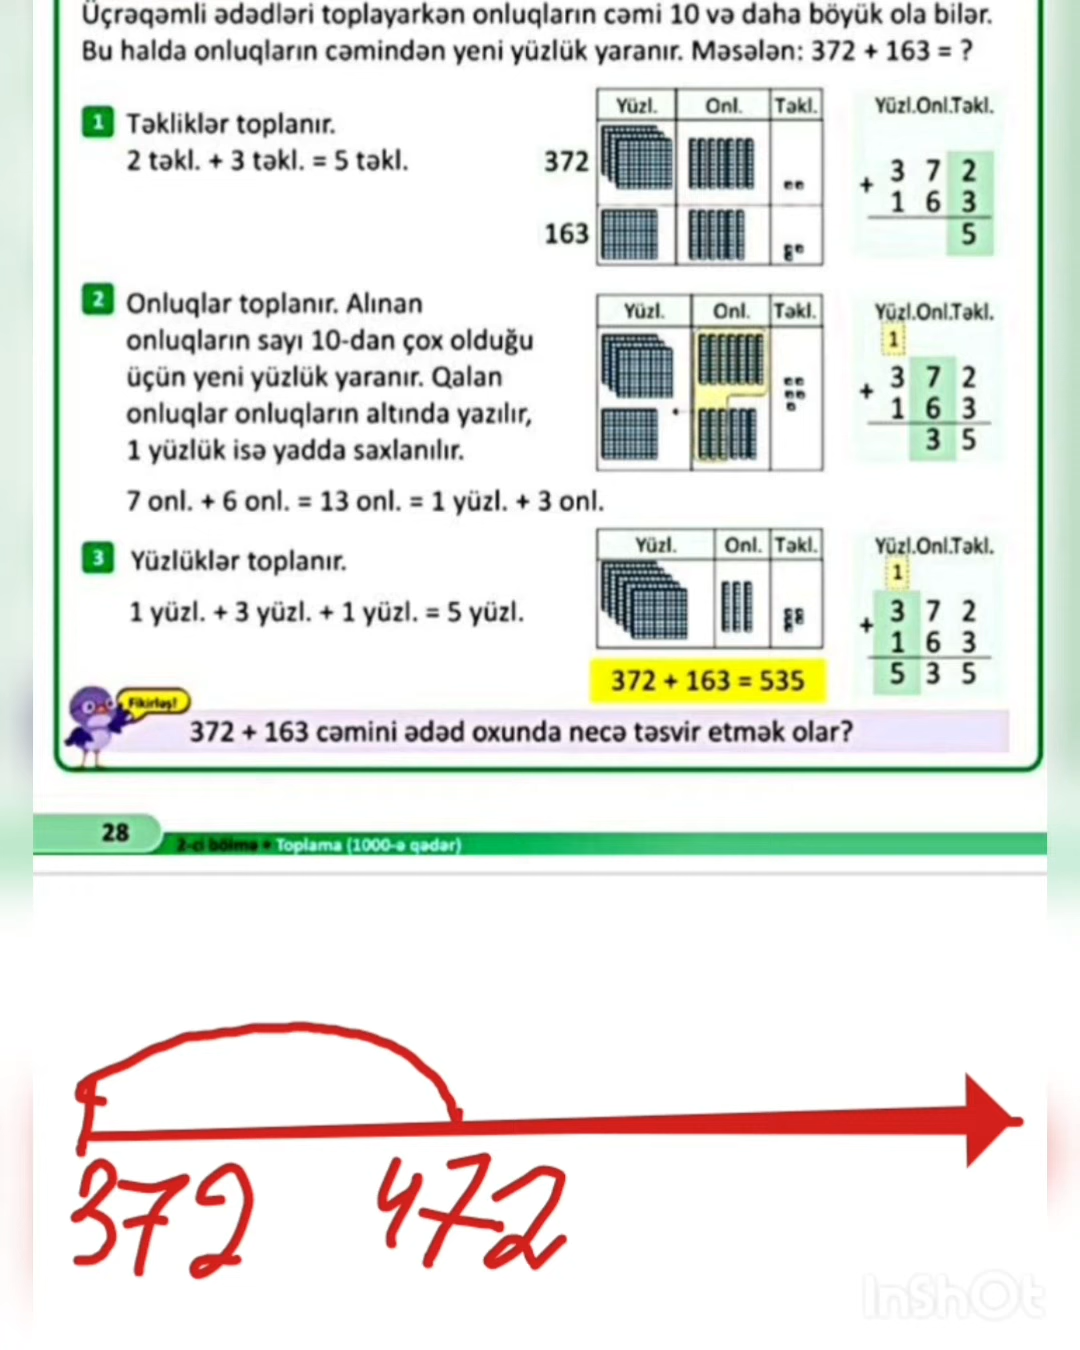 Üçrəqəmli ədədləri toplayarkən onluqların cəmi 10 və daha böyük ola bilər.
Bu halda onluqların cəmindən yeni yüzlük yaranır. Məsələn: 372 + 163 = ?
1 Təkliklər toplanır.
2 təkl. + 3 təkl. = 5 təkl.
Yüzl. Onl. Təkl.
372
163
Yüzl.Onl.Təkl.
3 7 2
+
1 6 3
5
2 Onluqlar toplanır. Alınan
onluqların sayı 10-dan çox olduğu
üçün yeni yüzlük yaranır. Qalan
onluqlar onluqların altında yazılır,
1 yüzlük isə yadda saxlanılır.
7 onl. + 6 onl. = 13 onl. = 1 yüzl. + 3 onl.
Yüzl. Onl. Təkl.
Yüzl.Onl.Təkl.
1
3 7 2
+
1 6 3
3 5
3 Yüzlüklər toplanır.
1 yüzl. + 3 yüzl. + 1 yüzl. = 5 yüzl.
Yüzl. Onl. Təkl.
372 + 163 = 535
Yüzl.Onl.Təkl.
1
3 7 2
+
1 6 3
5 3 5
Fikirləş!
372 + 163 cəmini ədəd oxunda necə təsvir etmək olar?
28
2-ci bölmə • Toplama (1000-ə qədər)
372 472
InShOt